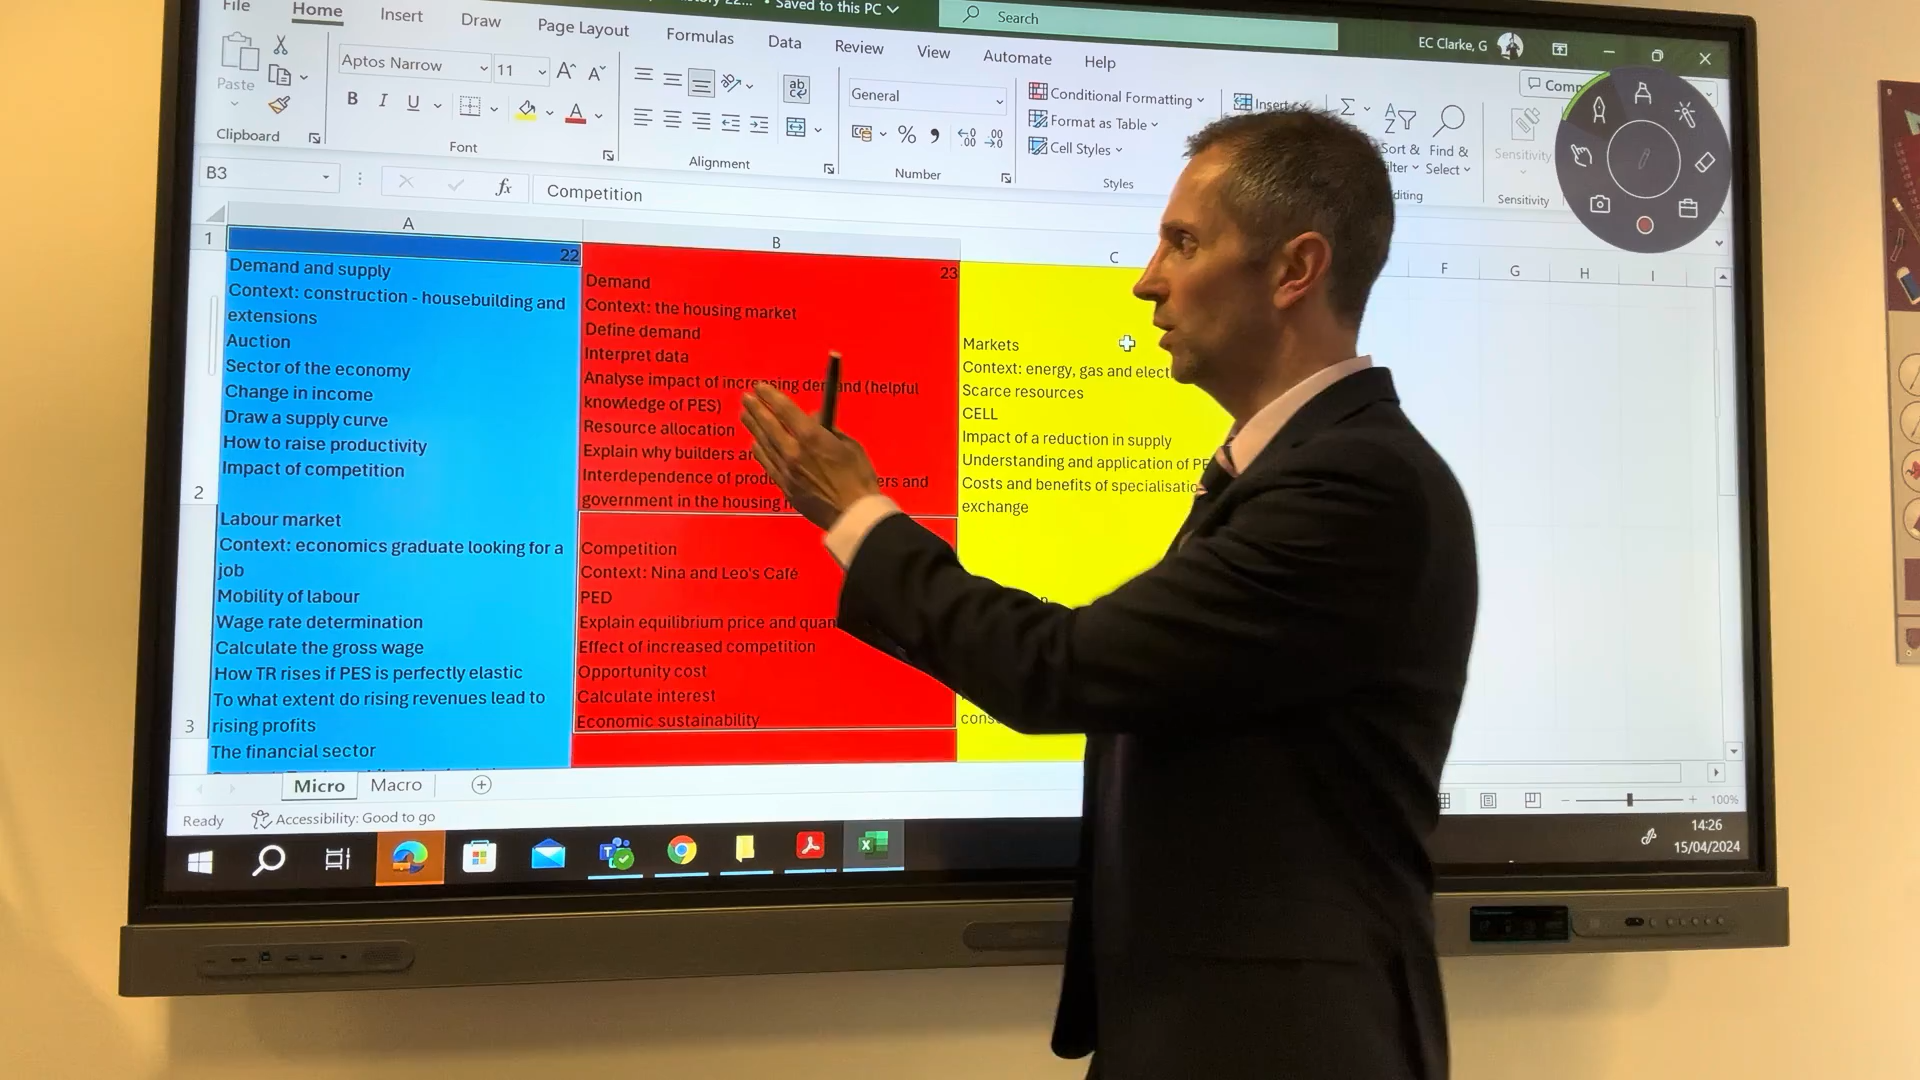 Saved to this PC
Search
EC Clarke, G
File
Home
Insert
Draw
Page Layout
Formulas
Data
Review
View
Automate
Help
Paste
Clipboard
Aptos Narrow
11
B I U
Font
Alignment
General
Number
Conditional Formatting
Format as Table
Cell Styles
Styles
Insert
Sort &
Find &
Select
Sensitivity
Sensitivity
B3
fx
Competition
A
B
C
F
G
H
I
1
22
23
Demand and supply
Context: construction - housebuilding and
extensions
Auction
Sector of the economy
Change in income
Draw a supply curve
How to raise productivity
Impact of competition
2
Labour market
Context: economics graduate looking for a
job
Mobility of labour
Wage rate determination
Calculate the gross wage
How TR rises if PES is perfectly elastic
To what extent do rising revenues lead to
3
rising profits
The financial sector
Demand
Context: the housing market
Define demand
Interpret data
Analyse impact of increasing demand (helpful
knowledge of PES)
Resource allocation
Explain why builders
Interdependence of and
government in the housing
Competition
Context: Nina and Leo's Café
PED
Explain equilibrium price and
Effect of increased competition
Opportunity cost
Calculate interest
Economic sustainability
Markets
Context: energy, gas and
Scarce resources
CELL
Impact of a reduction in supply
Understanding and application of
Costs and benefits of
exchange
Micro
Macro
Ready
Accessibility: Good to go
100%
14:26
15/04/2024